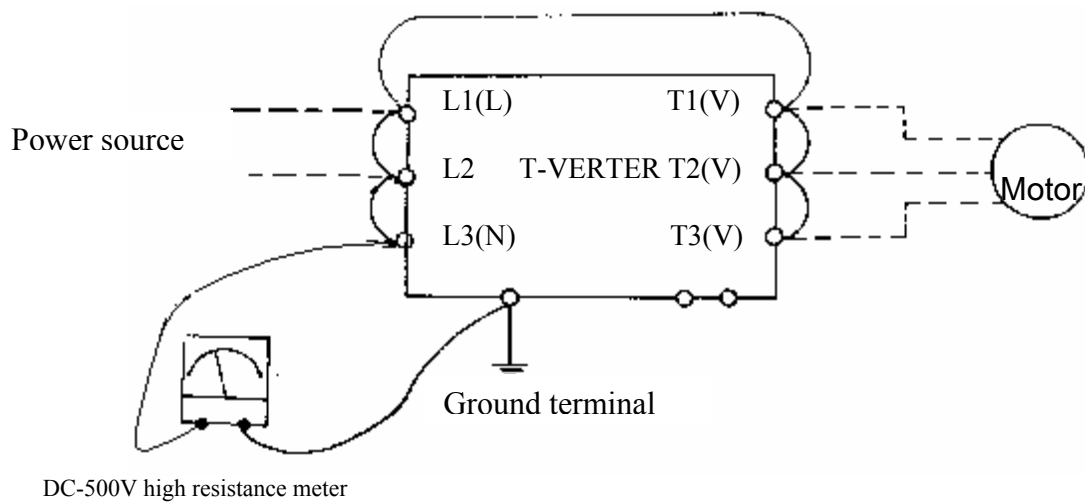 L1(L) T1(V)
Power source
L2 T-VERTER T2(V)
Motor
L3(N) T3(V)
Ground terminal
DC-500V high resistance meter